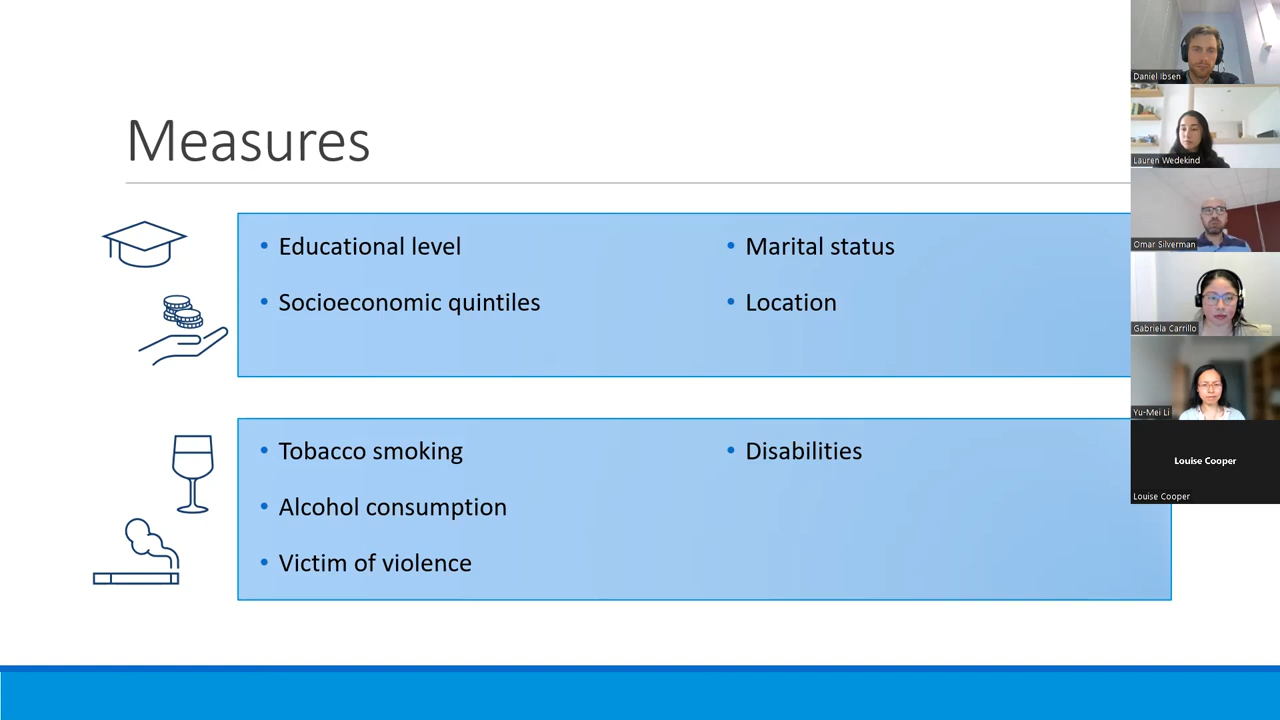 Measures
• Educational level
• Socioeconomic quintiles
• Marital status
• Location
• Tobacco smoking
• Alcohol consumption
• Victim of violence
• Disabilities
Daniel Ibsen
Lauren Wedekind
Omar Silverman
Gabriela Carrillo
Yu-Mei Li
Louise Cooper
Louise Cooper